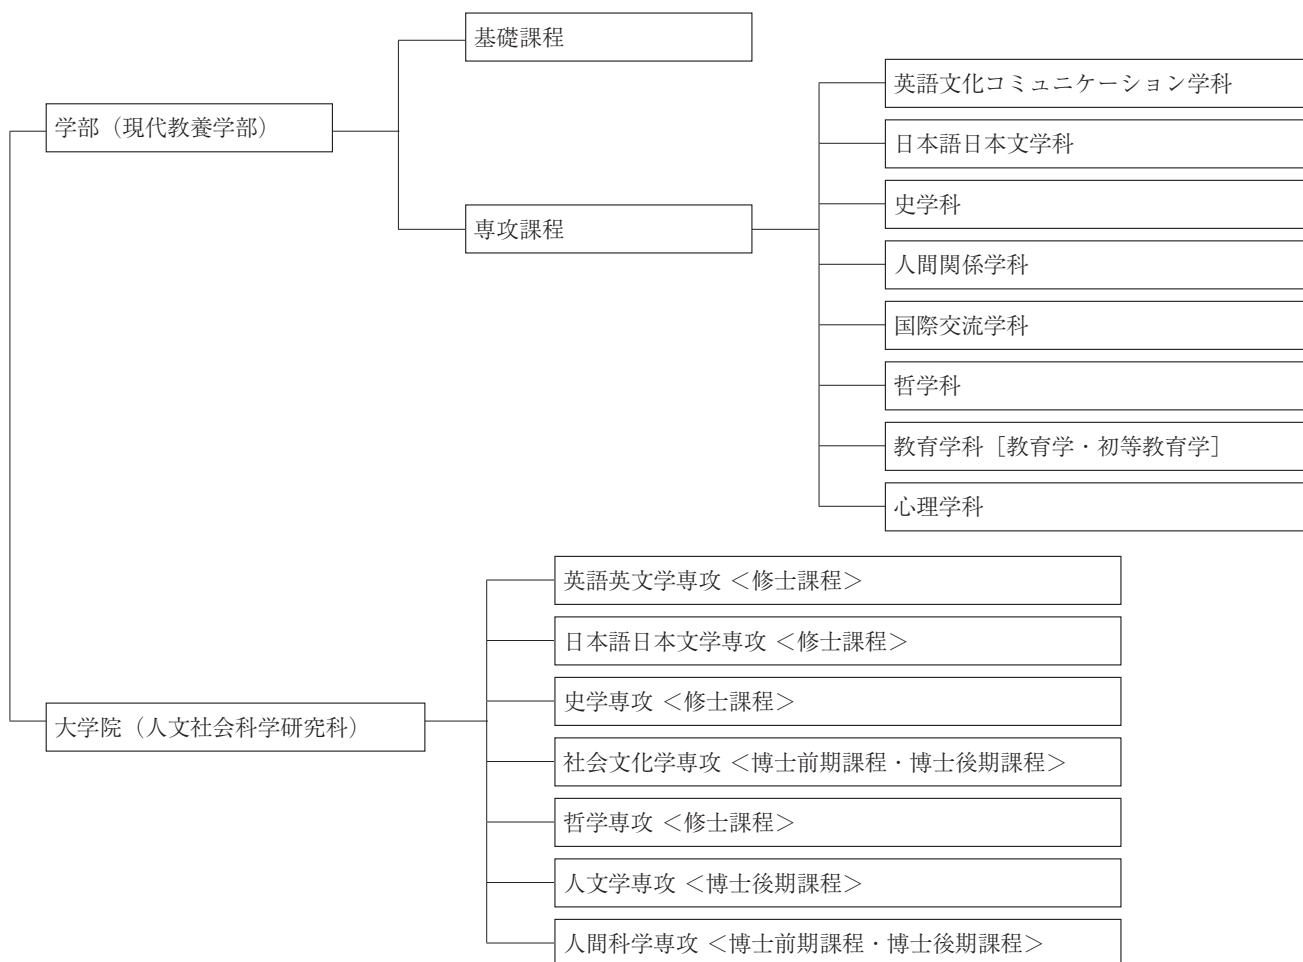 基礎課程
学部（現代教養学部）
専攻課程
英語文化コミュニケーション学科
日本語日本文学科
史学科
人間関係学科
国際交流学科
哲学科
教育学科［教育学・初等教育学］
心理学科
大学院（人文社会科学研究科）
英語英文学専攻 ＜修士課程＞
日本語日本文学専攻 ＜修士課程＞
史学専攻 ＜修士課程＞
社会文化学専攻 ＜博士前期課程・博士後期課程＞
哲学専攻 ＜修士課程＞
人文学専攻 ＜博士後期課程＞
人間科学専攻 ＜博士前期課程・博士後期課程＞